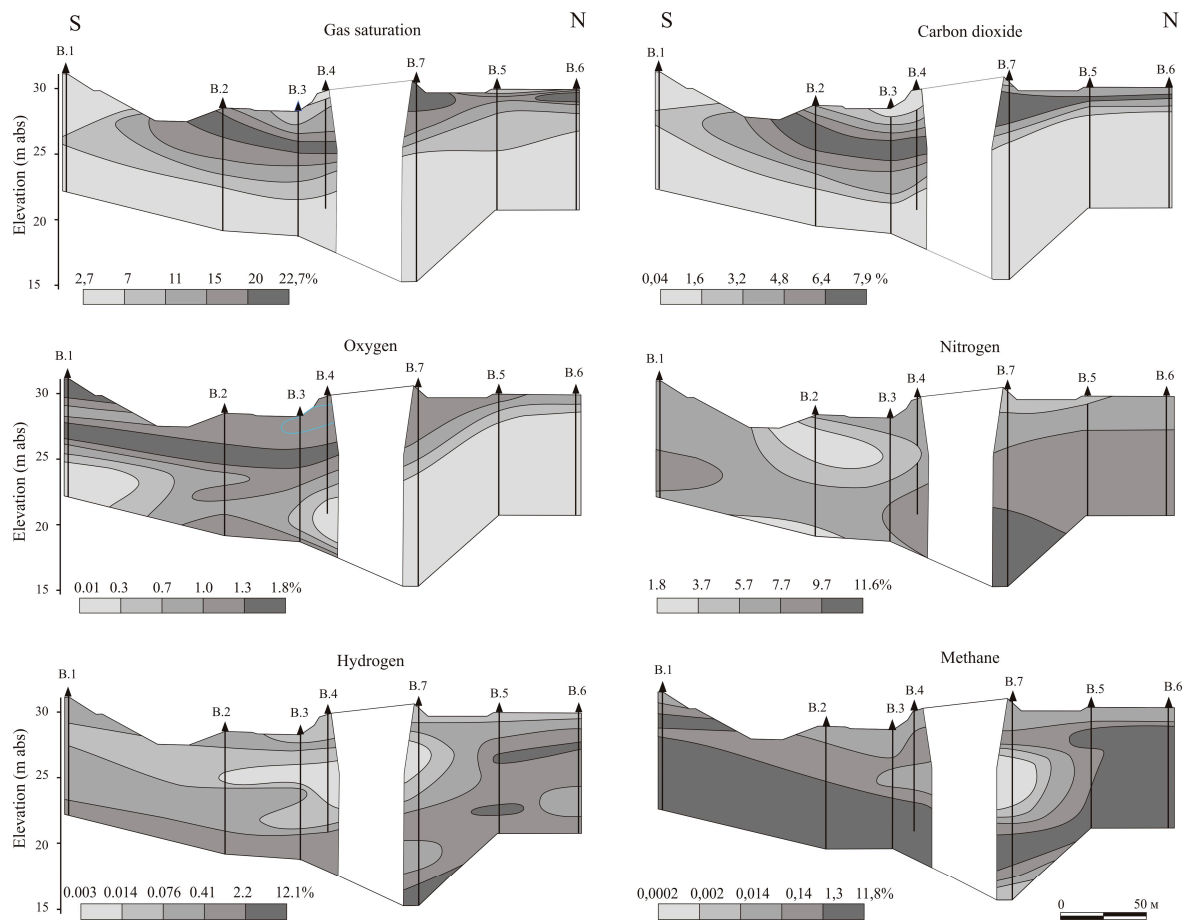 S N S N
Gas saturation Carbon dioxide
B.1 B.2 B.3 B.4 B.7 B.5 B.6
B.1 B.2 B.3 B.4 B.7 B.5 B.6
Elevation (m abs)
30
25
20
15
2,7 7 11 15 20 22,7%
0,04 1,6 3,2 4,8 6,4 7,9 %
Oxygen Nitrogen
B.1 B.2 B.3 B.4 B.7 B.5 B.6
B.1 B.2 B.3 B.4 B.7 B.5 B.6
Elevation (m abs)
30
25
20
15
0.01 0.3 0.7 1.0 1.3 1.8%
1.8 3.7 5.7 7.7 9.7 11.6%
Hydrogen Methane
B.1 B.2 B.3 B.4 B.7 B.5 B.6
B.1 B.2 B.3 B.4 B.7 B.5 B.6
Elevation (m abs)
30
25
20
15
0.003 0.014 0.076 0.41 2.2 12.1%
0,0002 0,002 0,014 0,14 1,3 11,8%
0 50 м